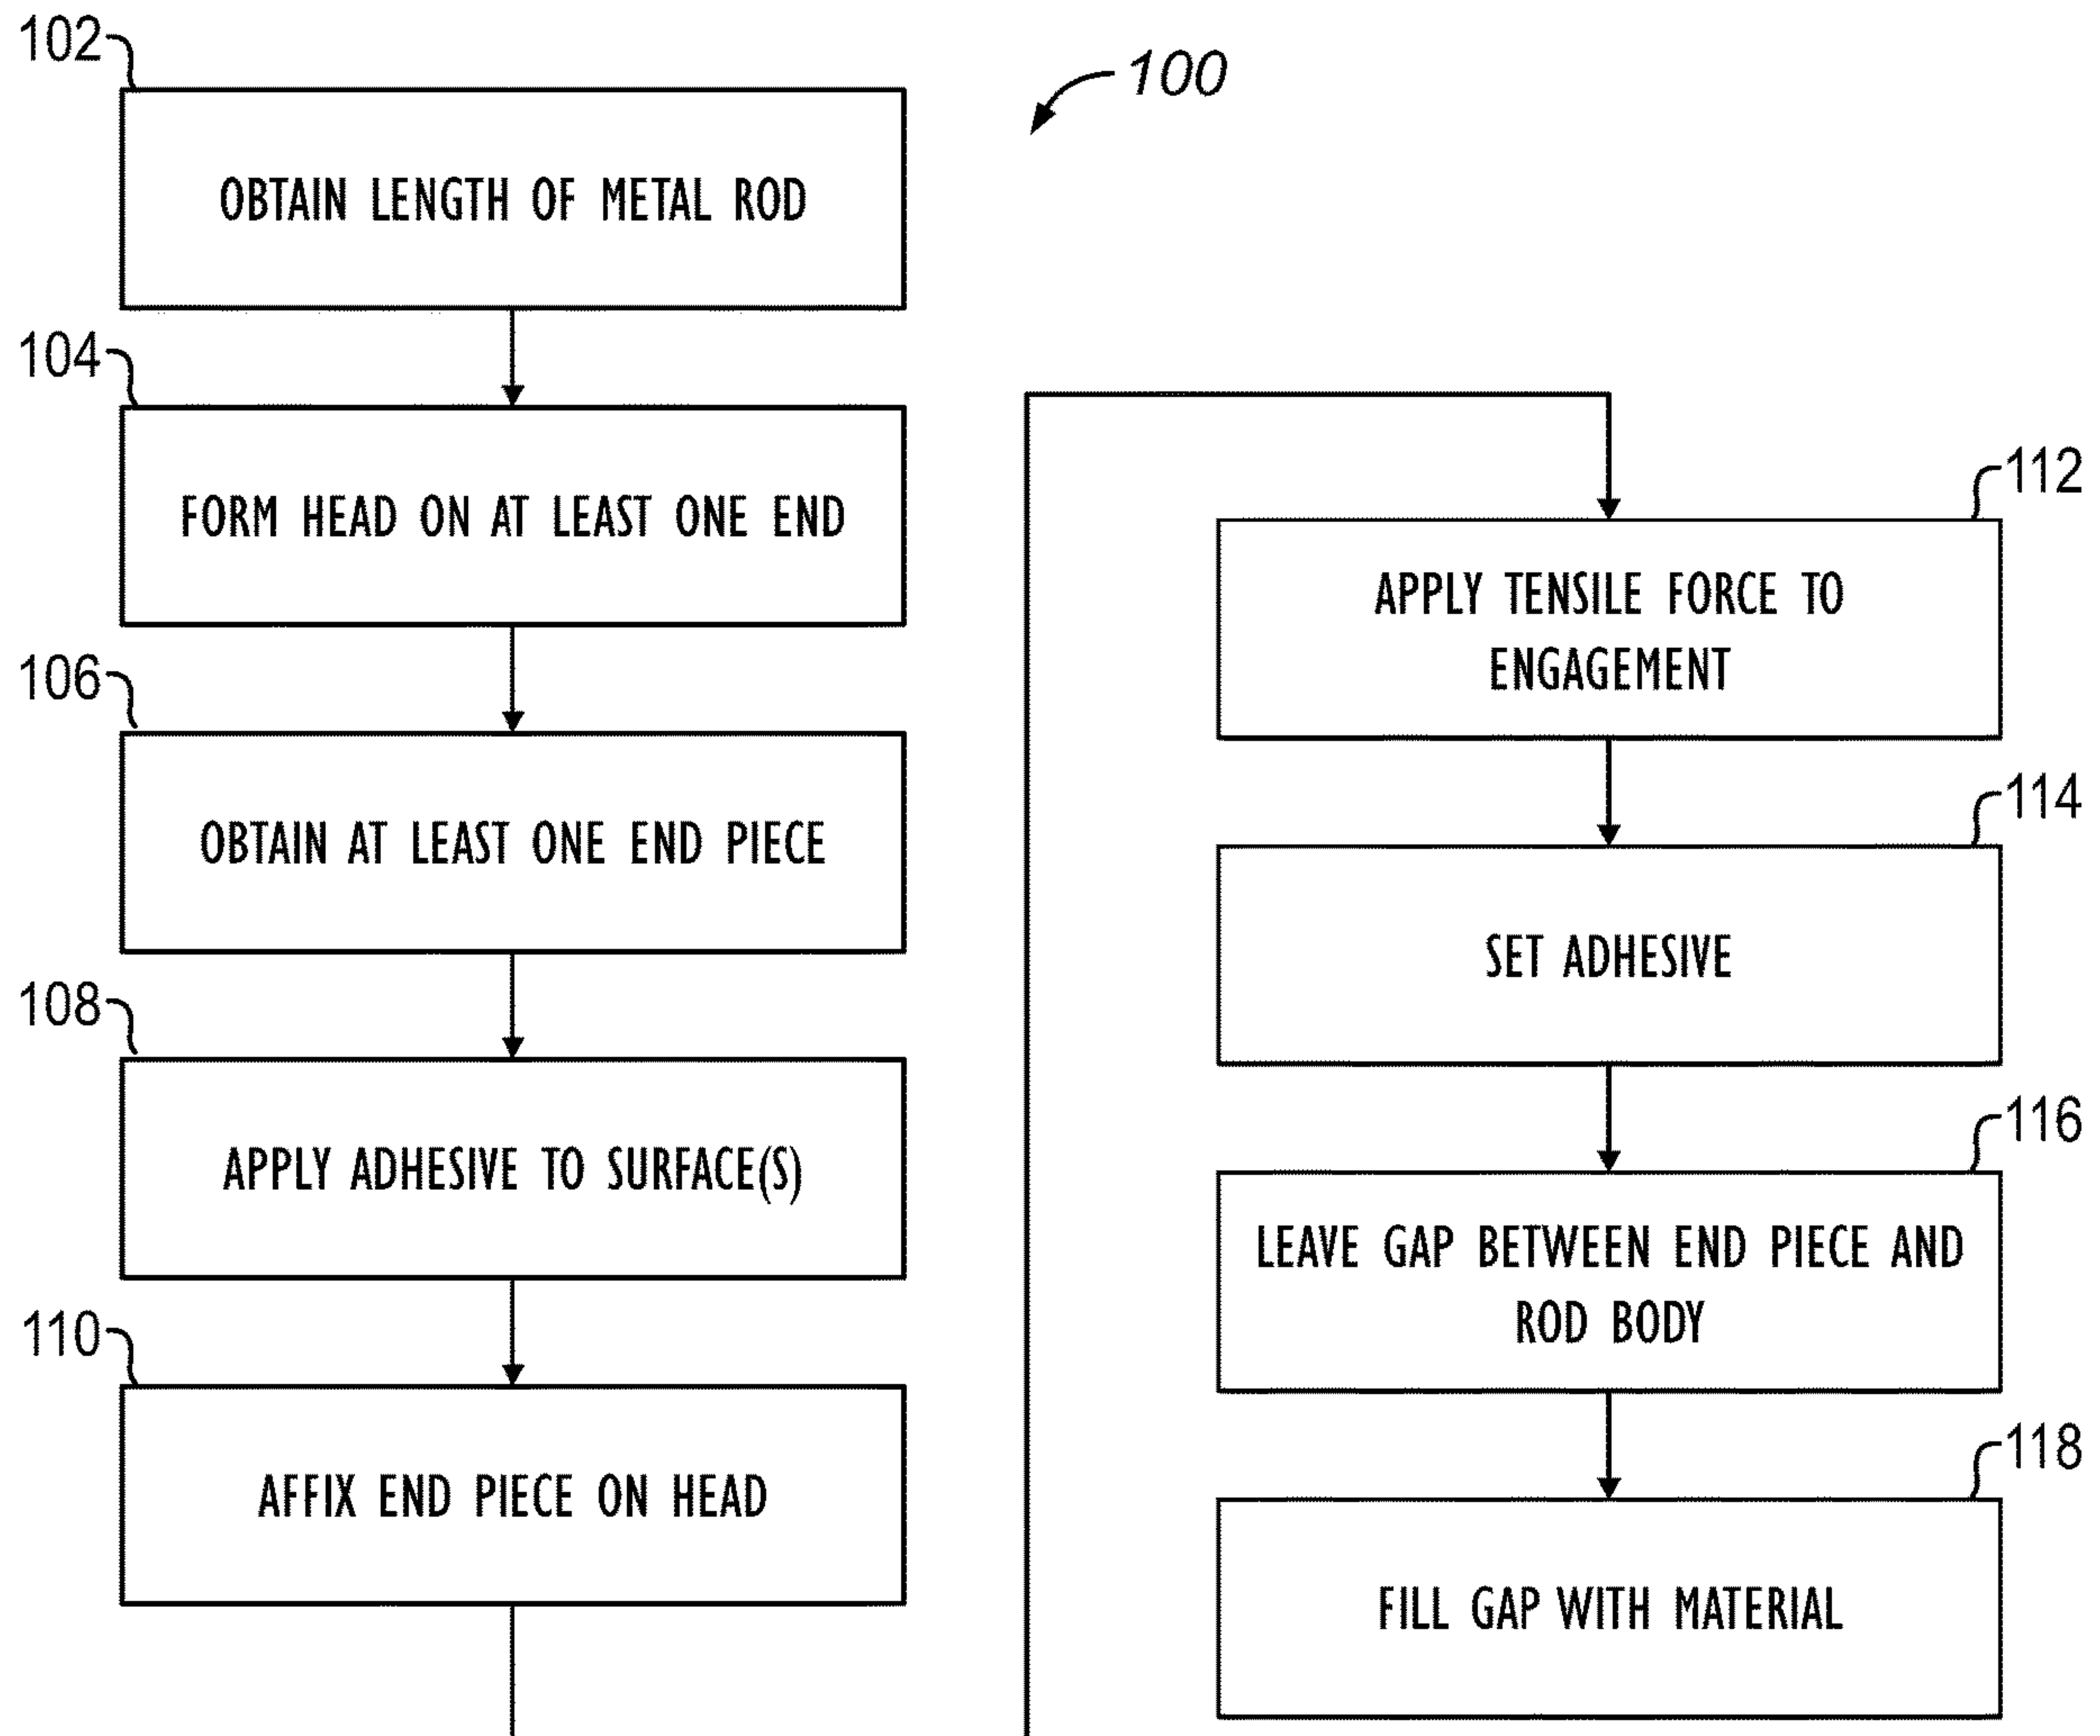 102
100
OBTAIN LENGTH OF METAL ROD
104
FORM HEAD ON AT LEAST ONE END
106
OBTAIN AT LEAST ONE END PIECE
108
APPLY ADHESIVE TO SURFACE(S)
110
AFFIX END PIECE ON HEAD
112
APPLY TENSILE FORCE TO
ENGAGEMENT
114
SET ADHESIVE
116
LEAVE GAP BETWEEN END PIECE AND
ROD BODY
118
FILL GAP WITH MATERIAL